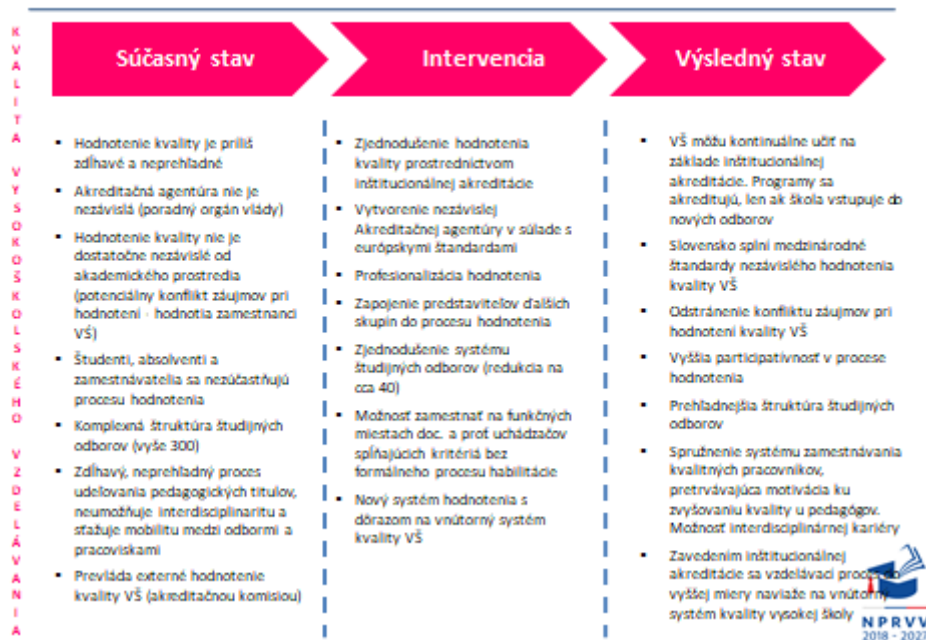 KVALITA VYSOKOŠKOLSKÉHO VZDELÁVANIA
Súčasný stav
Intervencia
Výsledný stav
▪ Hodnotenie kvality je príliš
zdĺhavé a neprehľadné
▪ Akreditačná agentúra nie je
nezávislá (poradný orgán vlády)
▪ Hodnotenie kvality nie je
dostatočne nezávislé od
akademického prostredia
(potenciálny konflikt záujmov pri
hodnotení - hodnotia zamestnanci
VŠ)
▪ Študenti, absolventi a
zamestnávatelia sa nezúčastňujú
procesu hodnotenia
▪ Komplexná štruktúra študijných
odborov (vyše 300)
▪ Zdĺhavý, neprehľadný proces
udeľovania pedagogických titulov,
neumožňuje interdisciplinaritu a
sťažuje mobilitu medzi odbormi a
pracoviskami
▪ Prevláda externé hodnotenie
kvality VŠ (akreditačnou komisiou)
▪ Zjednodušenie hodnotenia
kvality prostredníctvom
inštitucionálnej akreditácie
▪ Vytvorenie nezávislej
Akreditačnej agentúry v súlade s
európskymi štandardami
▪ Profesionalizácia hodnotenia
▪ Zapojenie predstaviteľov ďalších
skupín do procesu hodnotenia
▪ Zjednodušenie systému
študijných odborov (redukcia na
cca 40)
▪ Možnosť zamestnať na funkčných
miestach doc. a prof. uchádzačov
spĺňajúcich kritériá bez
formálneho procesu habilitácie
▪ Nový systém hodnotenia s
dôrazom na vnútorný systém
kvality VŠ
▪ VŠ môžu kontinuálne učiť na
základe inštitucionálnej
akreditácie. Programy sa
akreditujú, len ak škola vstupuje do
nových odborov
▪ Slovensko splní medzinárodné
štandardy nezávislého hodnotenia
kvality VŠ
▪ Odstránenie konfliktu záujmov pri
hodnotení kvality VŠ
▪ Vyššia participatívnosť v procese
hodnotenia
▪ Prehľadnejšia štruktúra študijných
odborov
▪ Spružnenie systému zamestnávania
kvalitných pracovníkov,
pretrvávajúca motivácia ku
zvyšovaniu kvality u pedagógov.
Možnosť interdisciplinárnej kariéry
▪ Zavedením inštitucionálnej
akreditácie sa vzdelávací proces do
vyššej miery naviaže na vnútorný
systém kvality vysokej školy
NPRVV
2018 - 2027